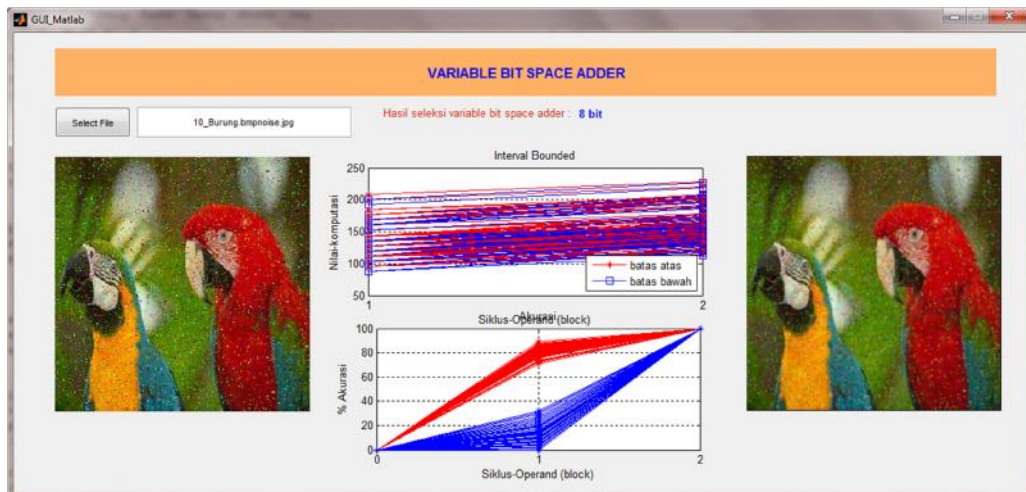 GUI_Matlab
VARIABLE BIT SPACE ADDER
Select File
10_Burung.bmpnoise.jpg
Hasil seleksi variable bit space adder : 8 bit
Interval Bounded
250
200
150
100
50
Nilai-komputasi
batas atas
batas bawah
1
2
Siklus-Operand (block)
Akurasi
100
80
60
40
20
0
% Akurasi
0
1
2
Siklus-Operand (block)